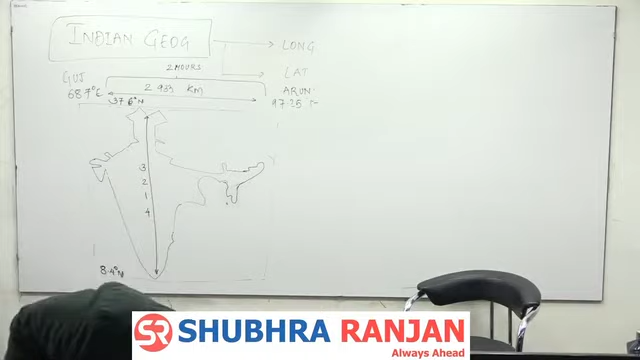 INDIAN GEOG
LONG
LAT
2 HOURS
GUJ
68.7°E
2 933 KM
ARUN
97.25
37.6°N
3
2
1
4
8.4°N
SR SHUBHRA RANJAN
Always Ahead